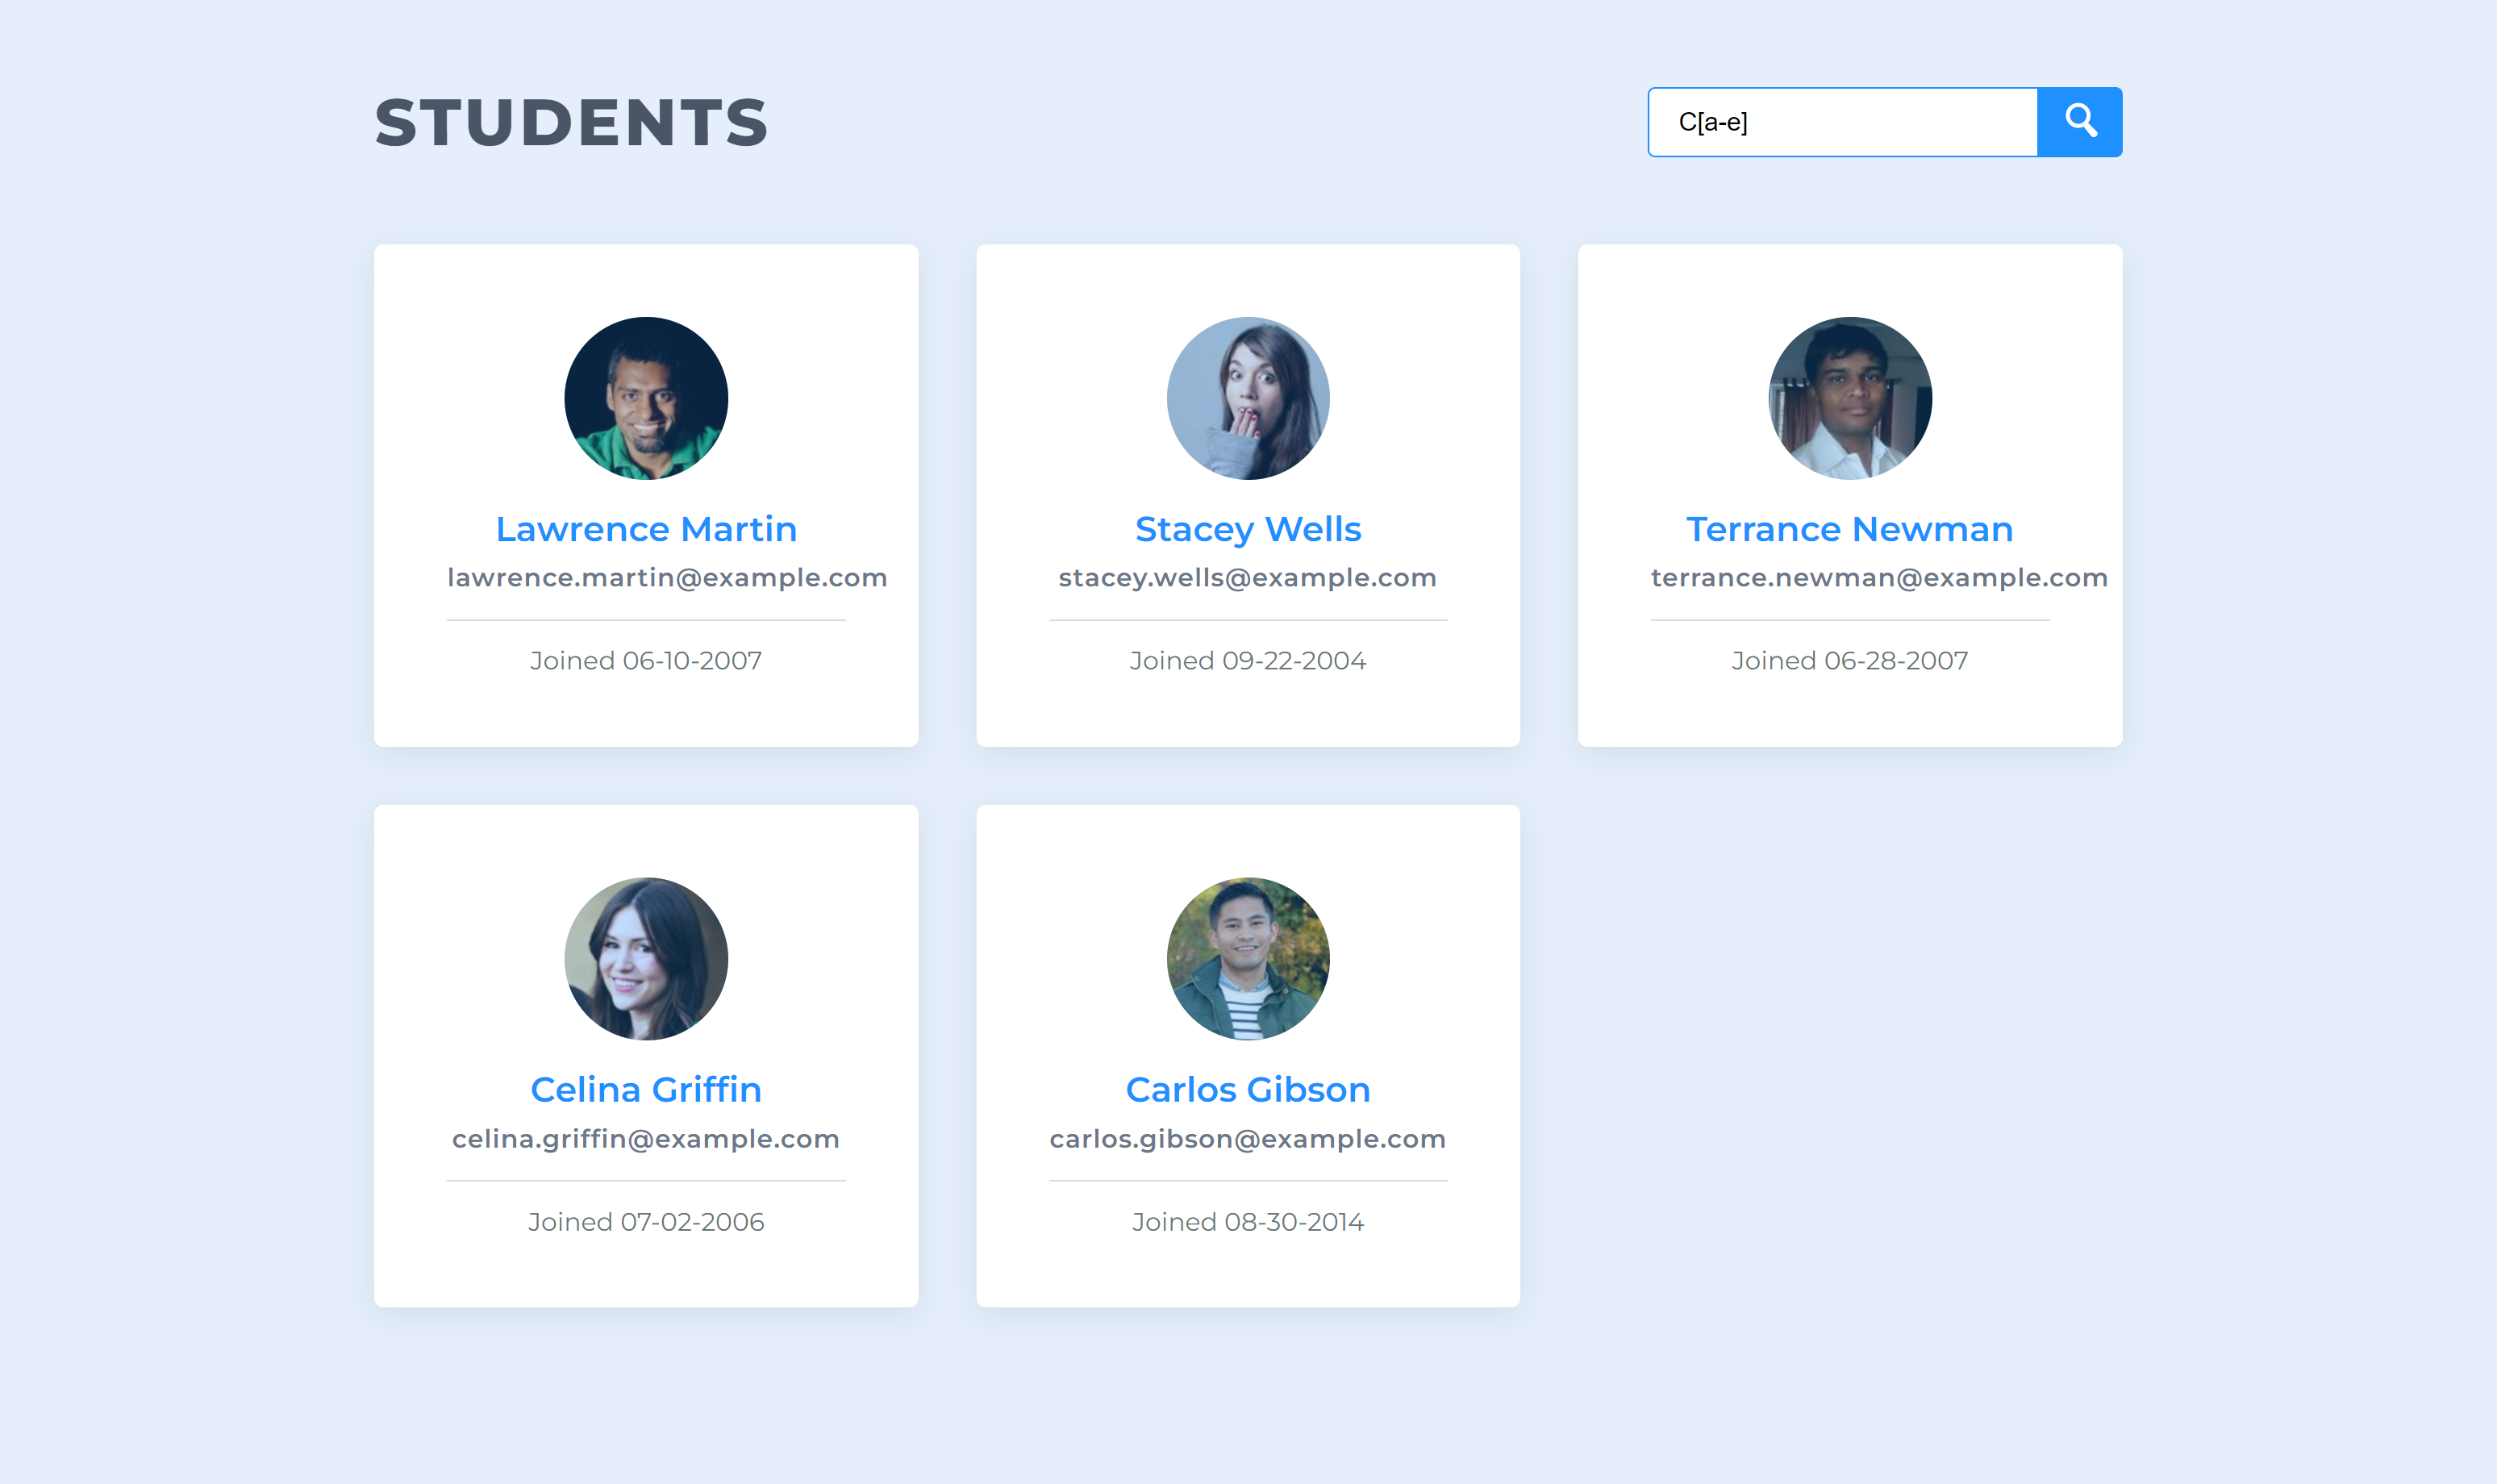 STUDENTS
C[a-e]
Lawrence Martin
lawrence.martin@example.com
Joined 06-10-2007
Stacey Wells
stacey.wells@example.com
Joined 09-22-2004
Terrance Newman
terrance.newman@example.com
Joined 06-28-2007
Celina Griffin
celina.griffin@example.com
Joined 07-02-2006
Carlos Gibson
carlos.gibson@example.com
Joined 08-30-2014